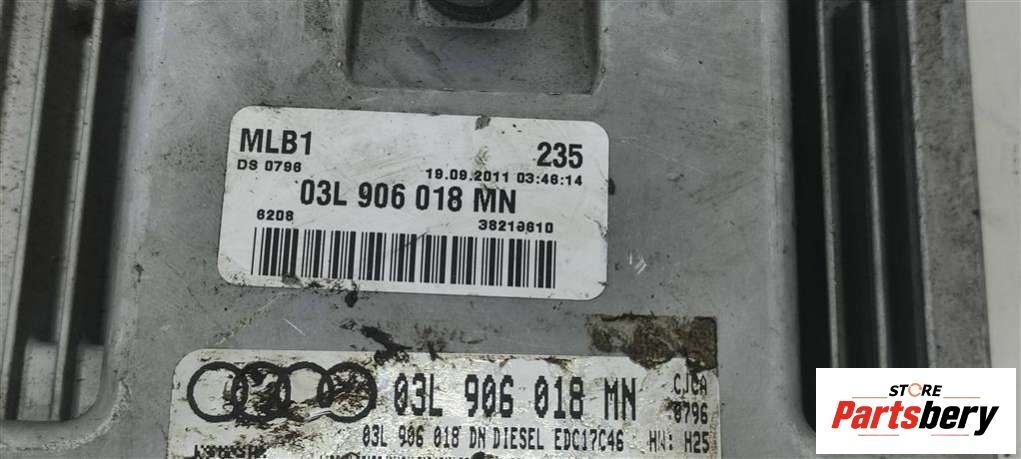 MLB1 235
DS 0796 19.09.2011 03:46:14
03L 906 018 MN
6208 38213610
03L 906 018 MN CJCA
0796
03L 906 018 DN DIESEL EDC17C46 HW: H25
STORE
Partsbery